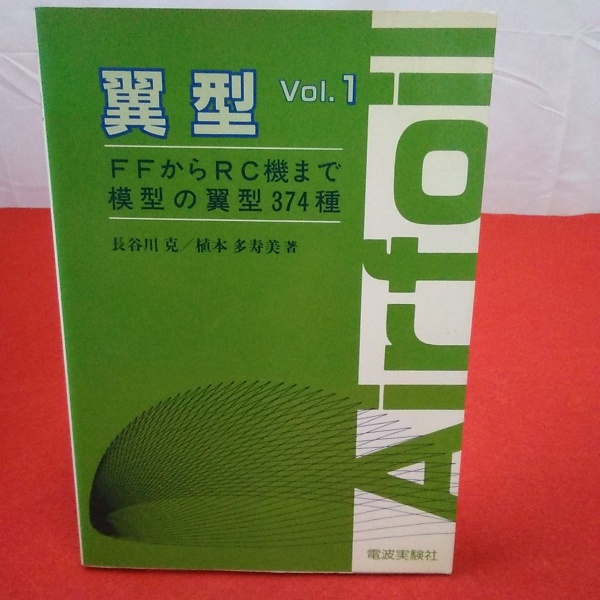 翼型 Vol.1
FFからRC機まで
模型の翼型374種
長谷川 克／植本 多寿美 著
Airfoil
電波実験社